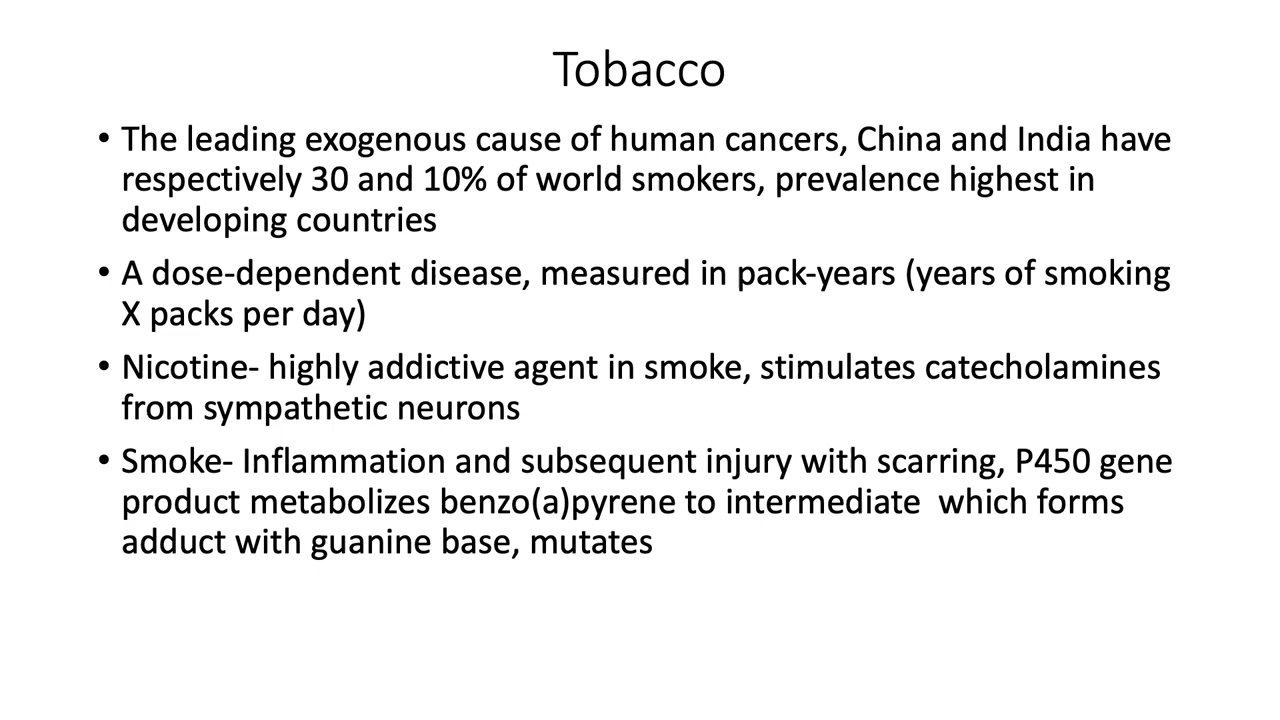 Tobacco
• The leading exogenous cause of human cancers, China and India have
respectively 30 and 10% of world smokers, prevalence highest in
developing countries
• A dose-dependent disease, measured in pack-years (years of smoking
X packs per day)
• Nicotine- highly addictive agent in smoke, stimulates catecholamines
from sympathetic neurons
• Smoke- Inflammation and subsequent injury with scarring, P450 gene
product metabolizes benzo(a)pyrene to intermediate  which forms
adduct with guanine base, mutates